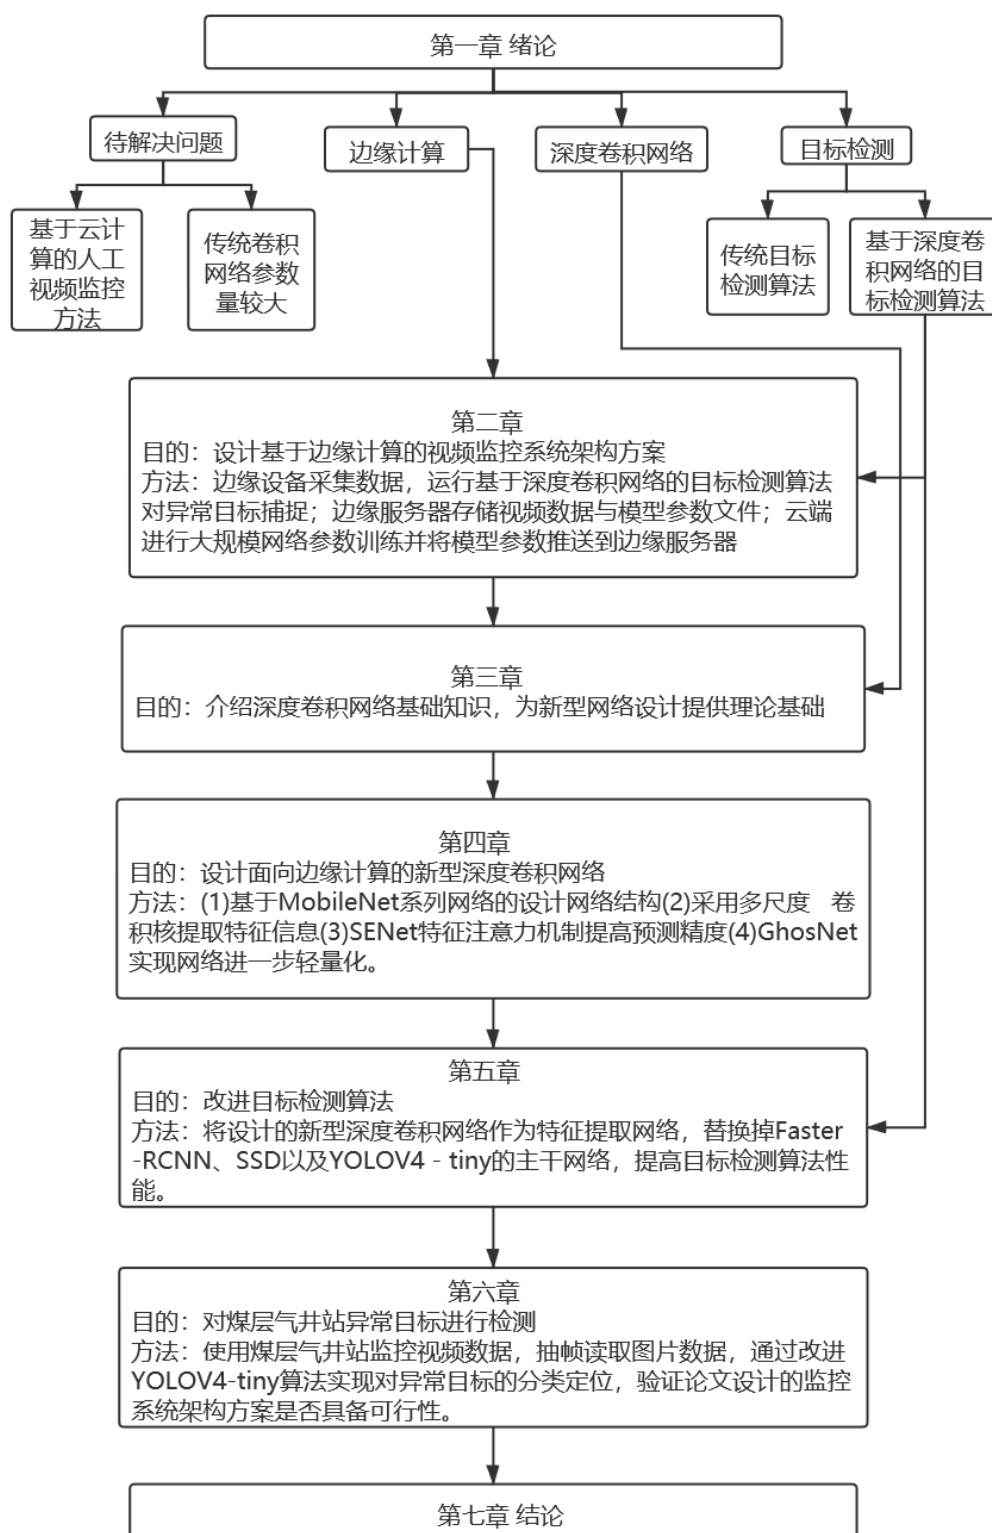 第一章 绪论
待解决问题
边缘计算
深度卷积网络
目标检测
基于云计
算的人工
视频监控
方法
传统卷积
网络参数
量较大
传统目标
检测算法
基于深度卷
积网络的目
标检测算法
第二章
目的：设计基于边缘计算的视频监控系统架构方案
方法：边缘设备采集数据，运行基于深度卷积网络的目标检测算法
对异常目标捕捉；边缘服务器存储视频数据与模型参数文件；云端
进行大规模网络参数训练并将模型参数推送到边缘服务器
第三章
目的：介绍深度卷积网络基础知识，为新型网络设计提供理论基础
第四章
目的：设计面向边缘计算的新型深度卷积网络
方法：(1)基于MobileNet系列网络的设计网络结构(2)采用多尺度 卷
积核提取特征信息(3)SENet特征注意力机制提高预测精度(4)GhosNet
实现网络进一步轻量化。
第五章
目的：改进目标检测算法
方法：将设计的新型深度卷积网络作为特征提取网络，替换掉Faster
-RCNN、SSD以及YOLOV4 - tiny的主干网络，提高目标检测算法性
能。
第六章
目的：对煤层气井站异常目标进行检测
方法：使用煤层气井站监控视频数据，抽帧读取图片数据，通过改进
YOLOV4-tiny算法实现对异常目标的分类定位，验证论文设计的监控
系统架构方案是否具备可行性。
第七章 结论